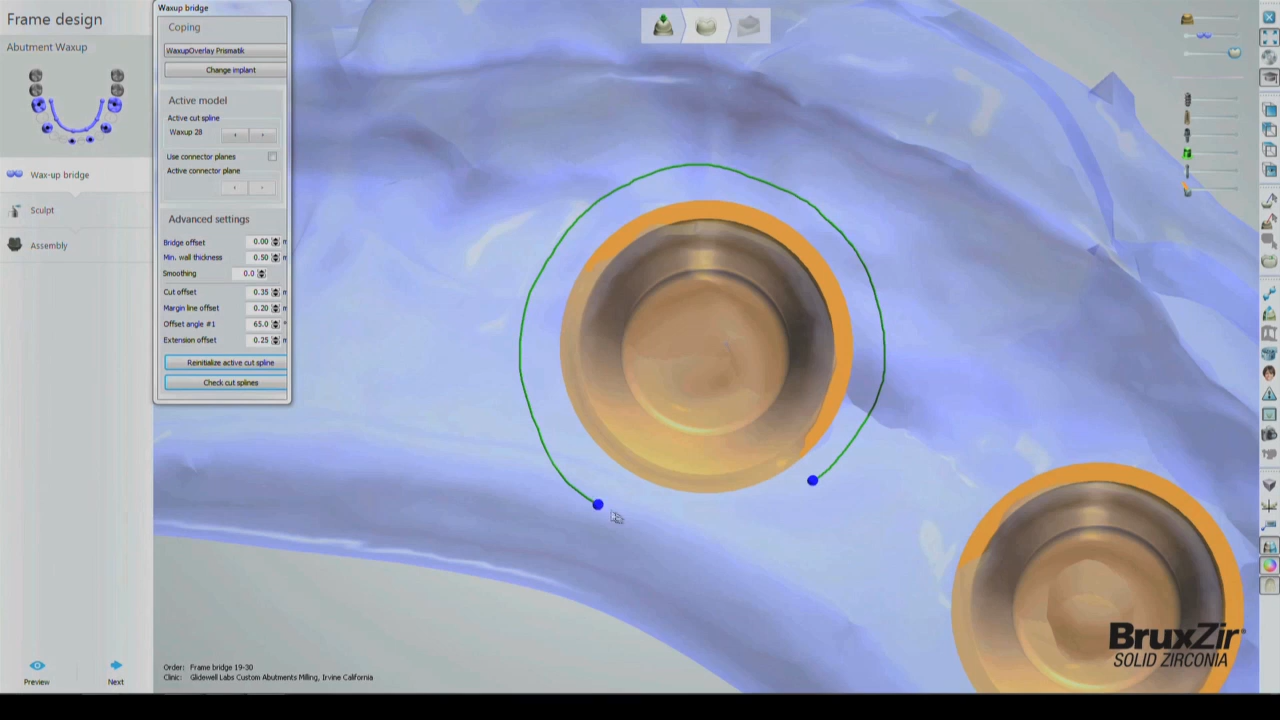 Frame design
Abutment Waxup
Wax-up bridge
Sculpt
Assembly
Preview
Next
Waxup bridge
Coping
WaxupOverlay Prismatik
Change implant
Active model
Active cut spline
Waxup 28
Use connector planes
Active connector plane
Advanced settings
Bridge offset 0.00
Min. wall thickness 0.50
Smoothing 0.0
Cut offset 0.35
Margin line offset 0.20
Offset angle #1 65.0 °
Extension offset 0.25
Reinitialize active cut spline
Check cut splines
Order: Frame bridge 19-30
Clinic: Glidewell Labs Custom Abutments Milling, Irvine California
BruxZir®
SOLID ZIRCONIA